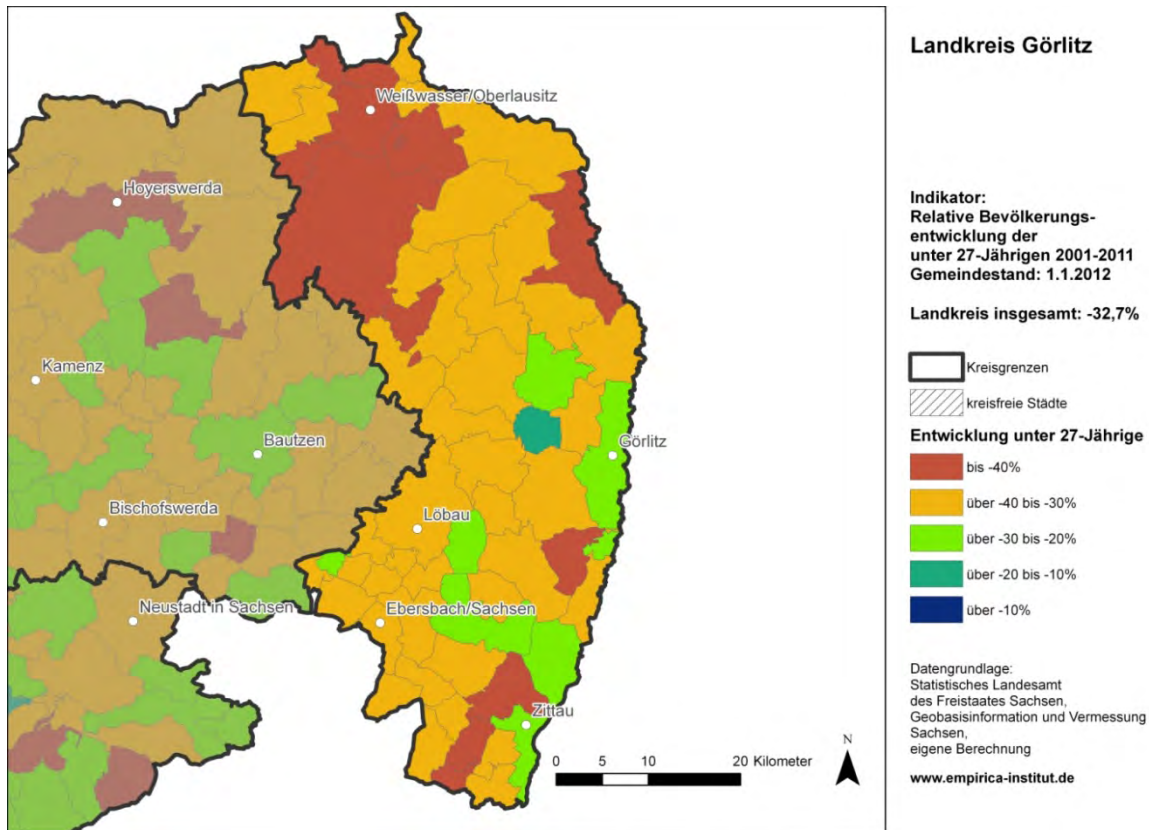 Landkreis Görlitz
Weißwasser/Oberlausitz
Hoyerswerda
Kamenz
Bautzen
Görlitz
Bischofswerda
Löbau
Neustadt in Sachsen
Ebersbach/Sachsen
Zittau
0 5 10 20 Kilometer
N
Indikator:
Relative Bevölkerungs-
entwicklung der
unter 27-Jährigen 2001-2011
Gemeindestand: 1.1.2012
Landkreis insgesamt: -32,7%
Kreisgrenzen
kreisfreie Städte
Entwicklung unter 27-Jährige
bis -40%
über -40 bis -30%
über -30 bis -20%
über -20 bis -10%
über -10%
Datengrundlage:
Statistisches Landesamt
des Freistaates Sachsen,
Geobasisinformation und Vermessung
Sachsen,
eigene Berechnung
www.empirica-institut.de